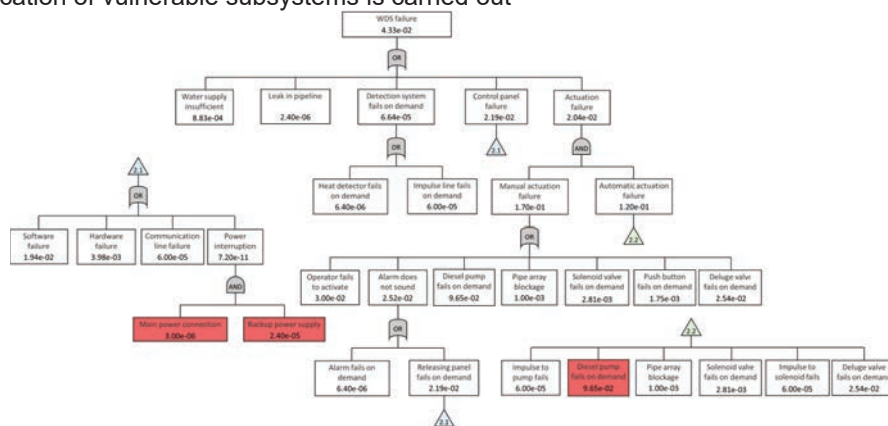 cation of vulnerable subsystems is carried out
WDS failure
4.33e-02
OR
Water supply
insufficient
8.83e-04
Leak in pipeline
2.40e-06
Detection system
fails on demand
6.64e-05
Control panel
failure
2.19e-02
Actuation
failure
2.04e-02
2.1
OR
AND
2.1
OR
Heat detector fails
on demand
6.40e-06
Impulse line fails
on demand
6.00e-05
Manual actuation
failure
1.70e-01
Automatic actuation
failure
1.20e-01
2.2
Software
failure
1.94e-02
Hardware
failure
3.98e-03
Communication
line failure
6.00e-05
Power
interruption
7.20e-11
OR
AND
Operator fails
to activate
3.00e-02
Alarm does
not sound
2.52e-02
Diesel pump
fails on demand
9.65e-02
Pipe array
blockage
1.00e-03
Solenoid valve
fails on demand
2.81e-03
Push button
fails on demand
1.75e-03
Deluge valve
fails on demand
2.54e-02
Main power connection
3.00e-06
Backup power supply
2.40e-05
OR
2.2
Alarm fails on
demand
6.40e-06
Releasing panel
fails on demand
2.19e-02
2.1
Impulse to
pump fails
6.00e-05
Diesel pump
fails on demand
9.65e-02
Pipe array
blockage
1.00e-03
Solenoid valve
fails on demand
2.81e-03
Impulse to
solenoid fails
6.00e-05
Deluge valve
fails on demand
2.54e-02